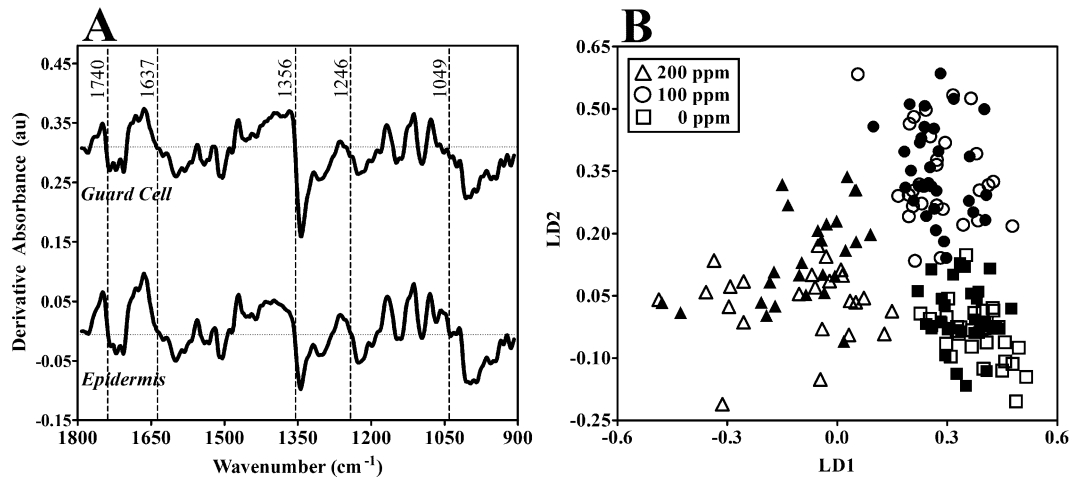 A
0.45
0.35
0.25
0.15
0.05
-0.05
-0.15
1740
1637
1356
1246
1049
Guard Cell
Epidermis
Derivative Absorbance (au)
1800 1650 1500 1350 1200 1050 900
Wavenumber (cm⁻¹)
B
0.65
0.50
0.35
0.20
0.05
-0.10
-0.25
200 ppm
100 ppm
0 ppm
LD2
-0.6 -0.3 0.0 0.3 0.6
LD1